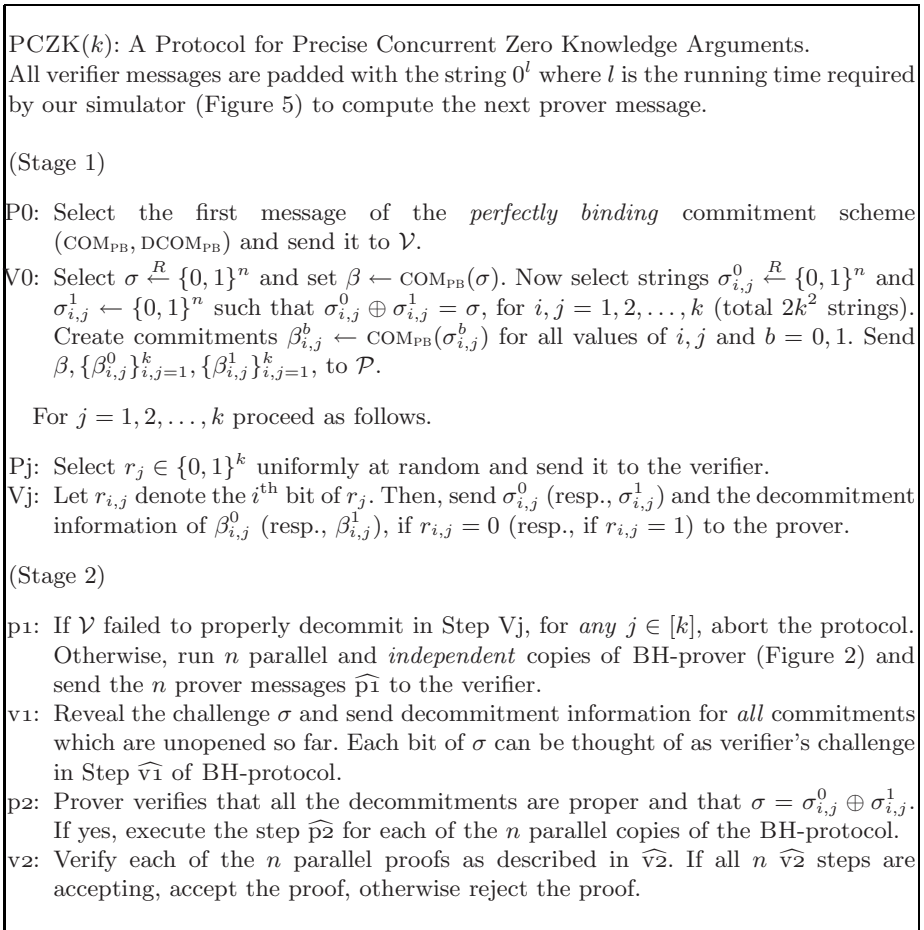 PCZK(k): A Protocol for Precise Concurrent Zero Knowledge Arguments.
All verifier messages are padded with the string 0^l where l is the running time required
by our simulator (Figure 5) to compute the next prover message.
(Stage 1)
P0: Select the first message of the perfectly binding commitment scheme
(COM_PB, DCOM_PB) and send it to 𝒱.
V0: Select σ ←^R {0, 1}^n and set β ← COM_PB(σ). Now select strings σ^0_{i,j} ←^R {0, 1}^n and
σ^1_{i,j} ← {0, 1}^n such that σ^0_{i,j} ⊕ σ^1_{i,j} = σ, for i, j = 1, 2, . . . , k (total 2k^2 strings).
Create commitments β^b_{i,j} ← COM_PB(σ^b_{i,j}) for all values of i, j and b = 0, 1. Send
β, {β^0_{i,j}}^k_{i,j=1}, {β^1_{i,j}}^k_{i,j=1}, to 𝒫.
For j = 1, 2, . . . , k proceed as follows.
Pj: Select r_j ∈ {0, 1}^k uniformly at random and send it to the verifier.
Vj: Let r_{i,j} denote the i^th bit of r_j. Then, send σ^0_{i,j} (resp., σ^1_{i,j}) and the decommitment
information of β^0_{i,j} (resp., β^1_{i,j}), if r_{i,j} = 0 (resp., if r_{i,j} = 1) to the prover.
(Stage 2)
p1: If 𝒱 failed to properly decommit in Step Vj, for any j ∈ [k], abort the protocol.
Otherwise, run n parallel and independent copies of BH-prover (Figure 2) and
send the n prover messages \widehat{p1} to the verifier.
v1: Reveal the challenge σ and send decommitment information for all commitments
which are unopened so far. Each bit of σ can be thought of as verifier's challenge
in Step \widehat{v1} of BH-protocol.
p2: Prover verifies that all the decommitments are proper and that σ = σ^0_{i,j} ⊕ σ^1_{i,j}.
If yes, execute the step \widehat{p2} for each of the n parallel copies of the BH-protocol.
v2: Verify each of the n parallel proofs as described in \widehat{v2}. If all n \widehat{v2} steps are
accepting, accept the proof, otherwise reject the proof.